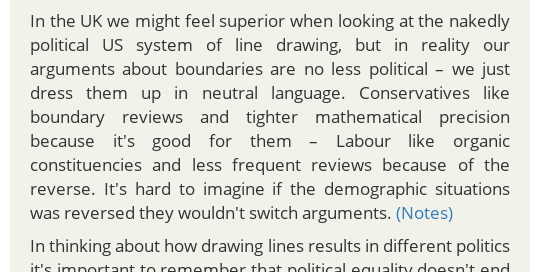 In the UK we might feel superior when looking at the nakedly
political US system of line drawing, but in reality our
arguments about boundaries are no less political – we just
dress them up in neutral language. Conservatives like
boundary reviews and tighter mathematical precision
because it's good for them – Labour like organic
constituencies and less frequent reviews because of the
reverse. It's hard to imagine if the demographic situations
was reversed they wouldn't switch arguments. (Notes)
In thinking about how drawing lines results in different politics
it's important to remember that political equality doesn't end